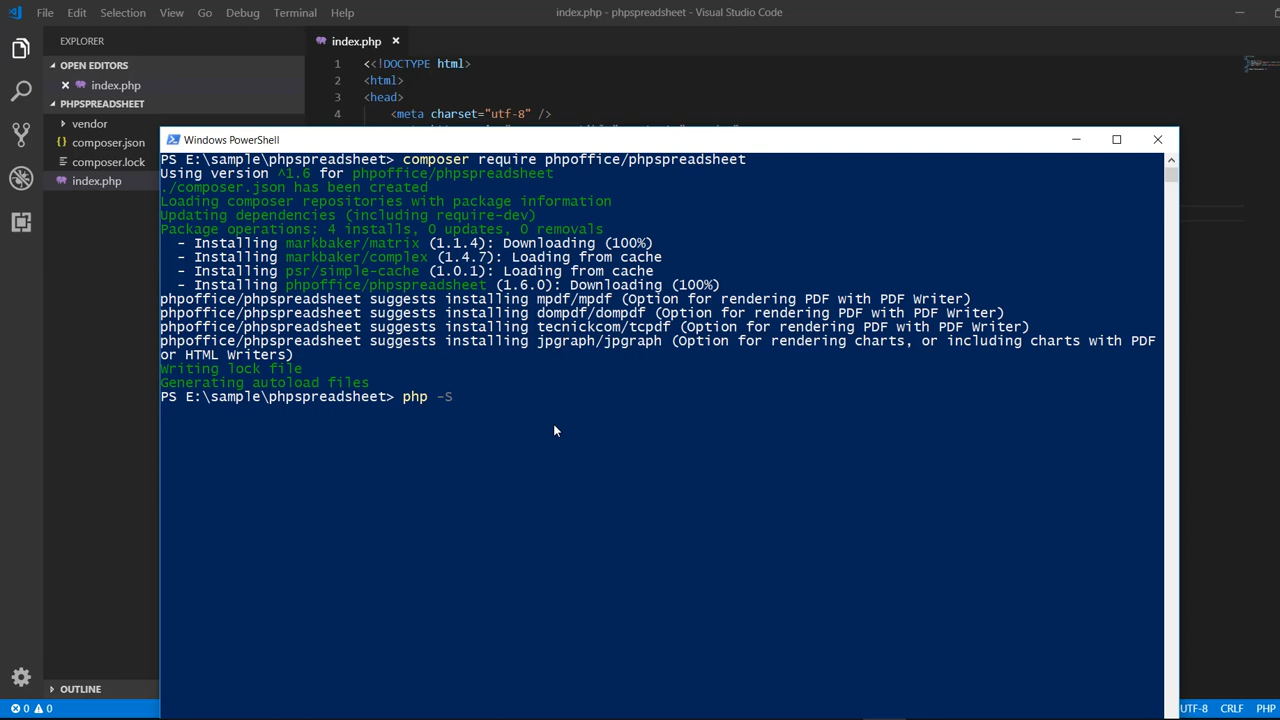 File Edit Selection View Go Debug Terminal Help
index.php - phpspreadsheet - Visual Studio Code
EXPLORER
OPEN EDITORS
index.php
PHPSPREADSHEET
vendor
composer.json
composer.lock
index.php
OUTLINE
index.php
1 <<!DOCTYPE html>
2 <html>
3 <head>
4 <meta charset="utf-8" />
Windows PowerShell
PS E:\sample\phpspreadsheet> composer require phpoffice/phpspreadsheet
Using version ^1.6 for phpoffice/phpspreadsheet
./composer.json has been created
Loading composer repositories with package information
Updating dependencies (including require-dev)
Package operations: 4 installs, 0 updates, 0 removals
- Installing markbaker/matrix (1.1.4): Downloading (100%)
- Installing markbaker/complex (1.4.7): Loading from cache
- Installing psr/simple-cache (1.0.1): Loading from cache
- Installing phpoffice/phpspreadsheet (1.6.0): Downloading (100%)
phpoffice/phpspreadsheet suggests installing mpdf/mpdf (Option for rendering PDF with PDF Writer)
phpoffice/phpspreadsheet suggests installing dompdf/dompdf (Option for rendering PDF with PDF Writer)
phpoffice/phpspreadsheet suggests installing tecnickcom/tcpdf (Option for rendering PDF with PDF Writer)
phpoffice/phpspreadsheet suggests installing jpgraph/jpgraph (Option for rendering charts, or including charts with PDF
or HTML Writers)
Writing lock file
Generating autoload files
PS E:\sample\phpspreadsheet> php -S
0 0
UTF-8 CRLF PHP